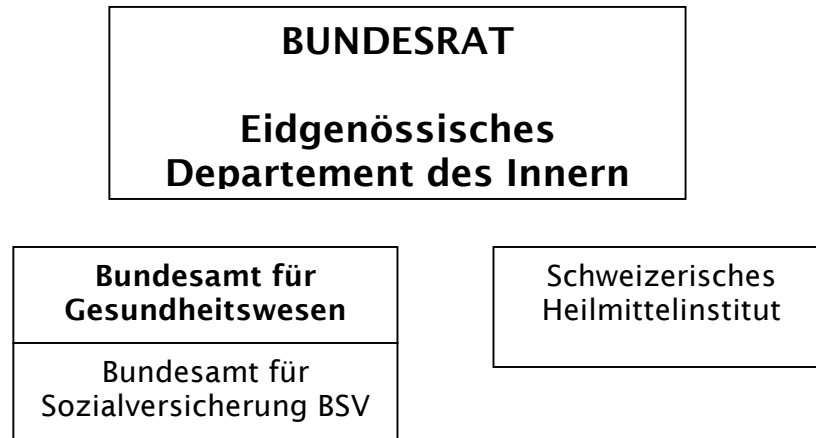 BUNDESRAT
Eidgenössisches
Departement des Innern
Bundesamt für
Gesundheitswesen
Bundesamt für
Sozialversicherung BSV
Schweizerisches
Heilmittelinstitut